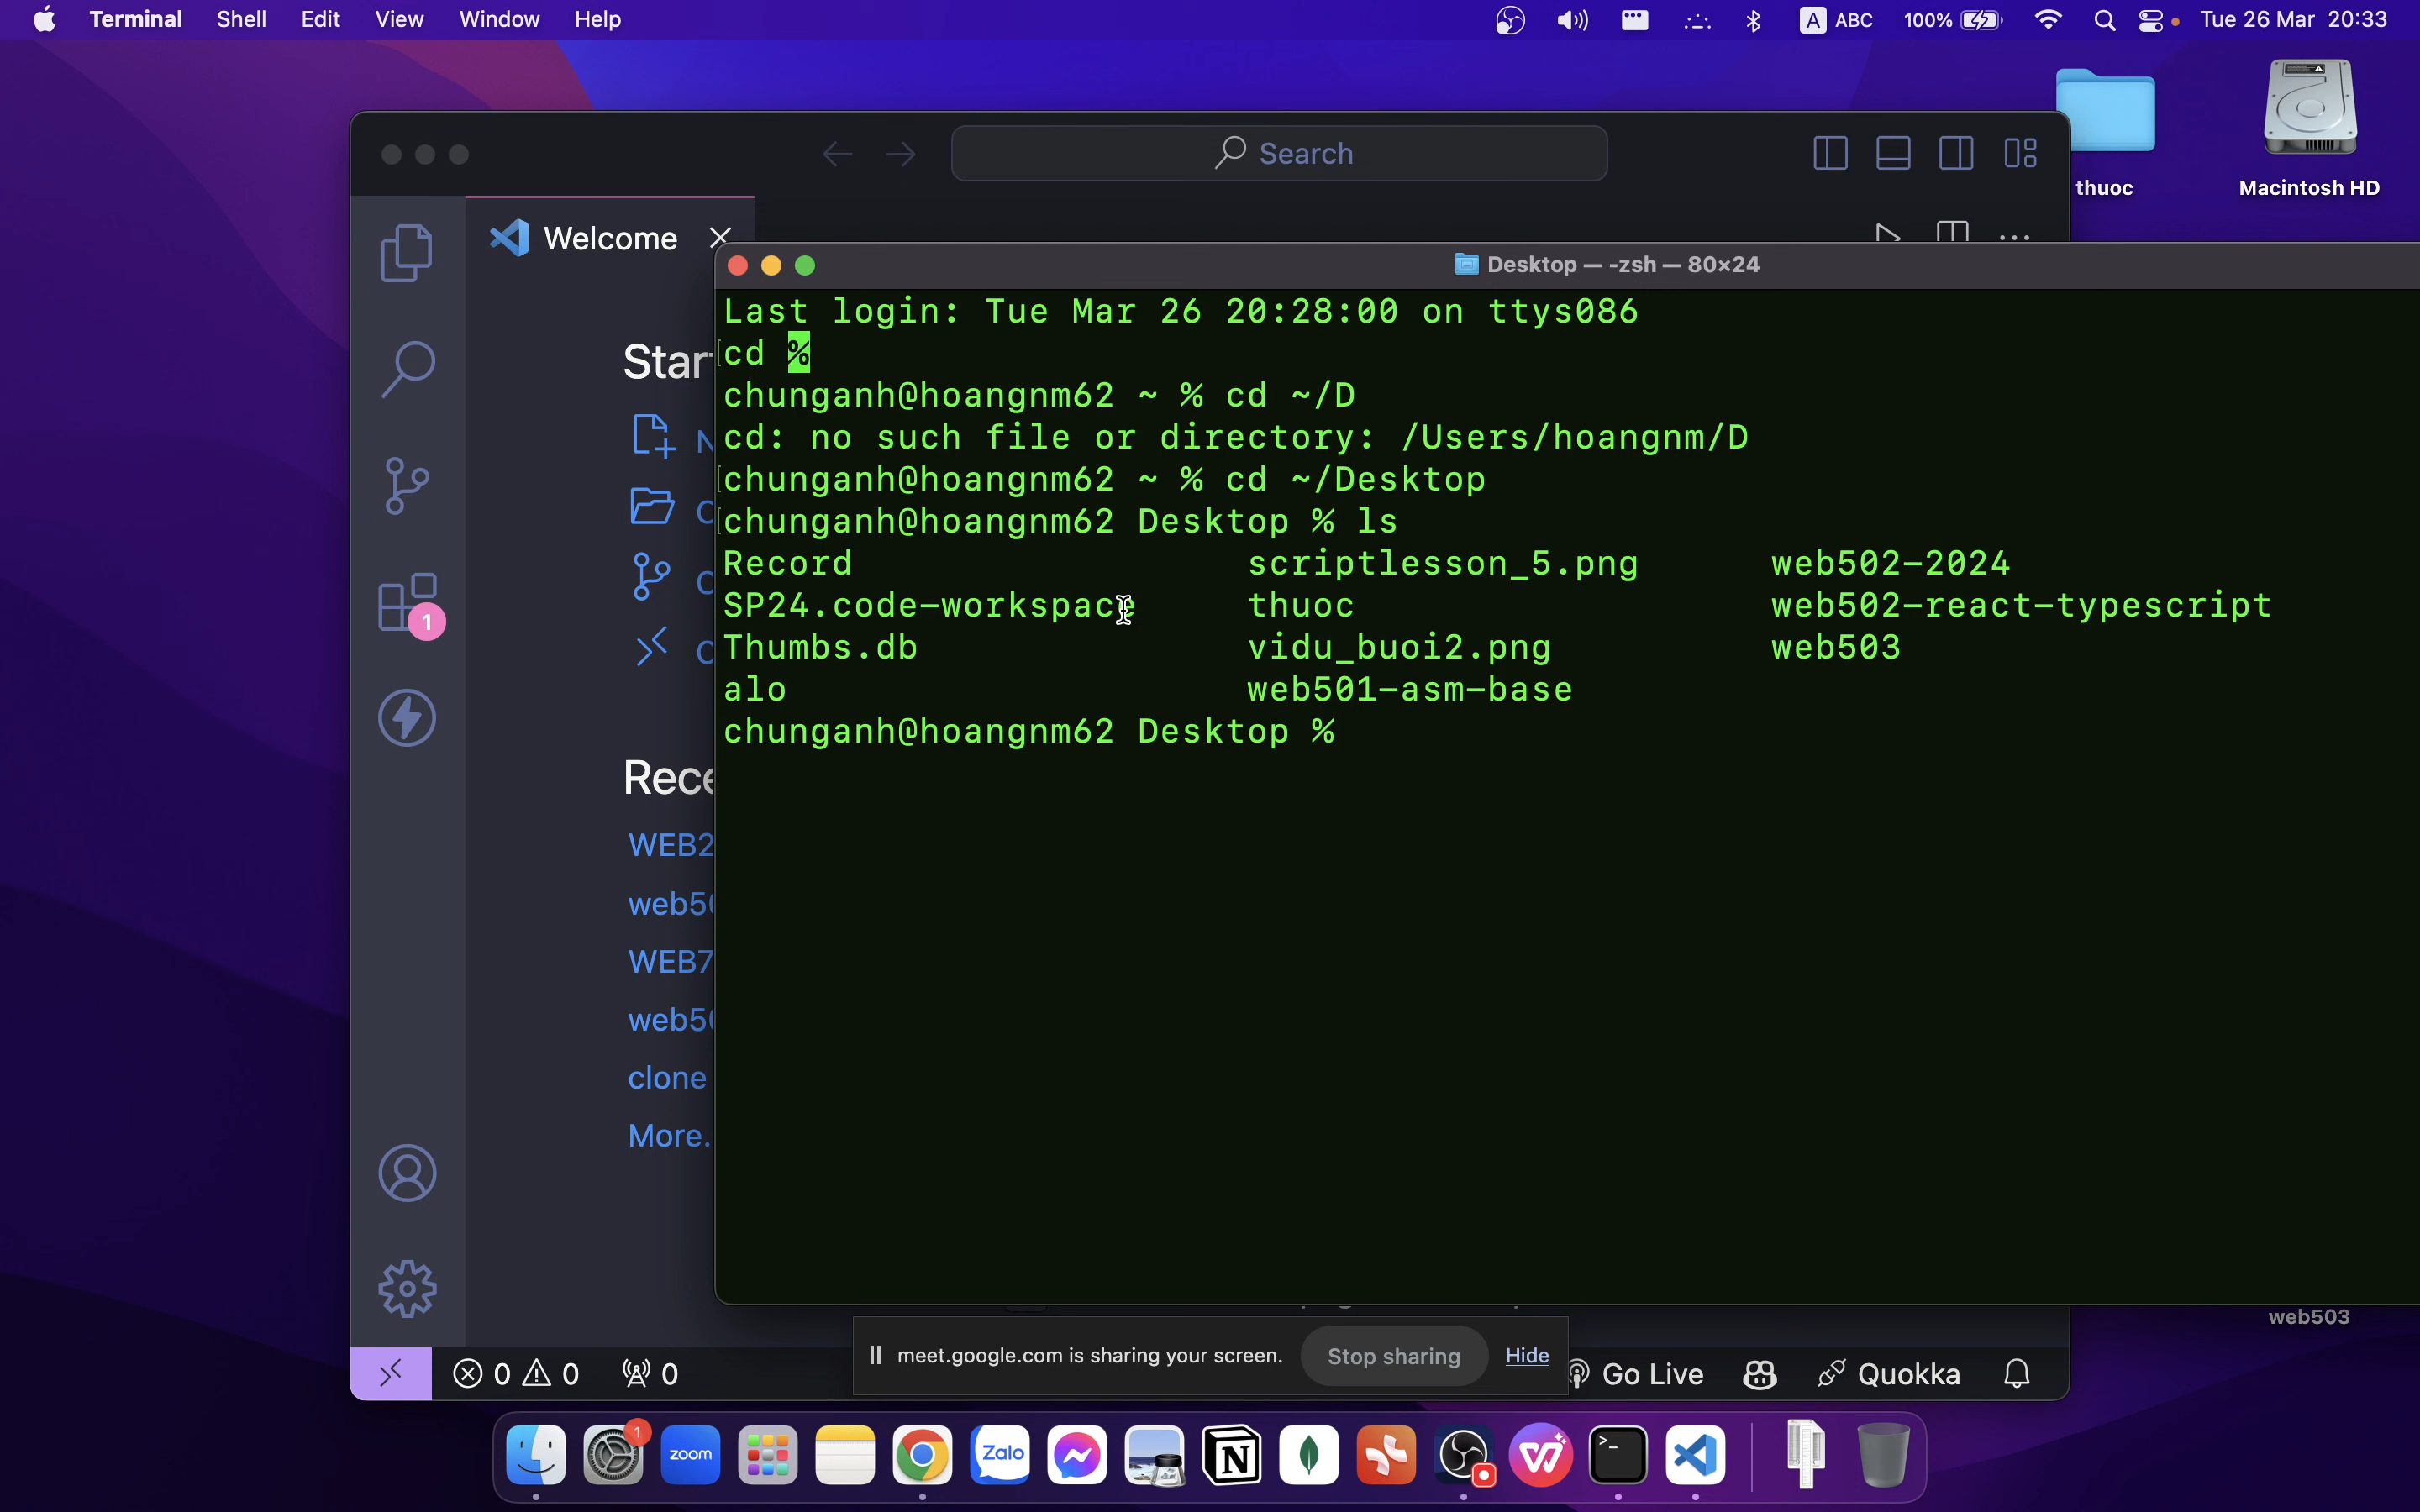 Terminal Shell Edit View Window Help
A ABC 100% Tue 26 Mar 20:33
thuoc
Macintosh HD
Search
Welcome
Desktop — -zsh — 80×24
Last login: Tue Mar 26 20:28:00 on ttys086
cd %
chunganh@hoangnm62 ~ % cd ~/D
cd: no such file or directory: /Users/hoangnm/D
chunganh@hoangnm62 ~ % cd ~/Desktop
chunganh@hoangnm62 Desktop % ls
Record scriptlesson_5.png web502-2024
SP24.code-workspace thuoc web502-react-typescript
Thumbs.db vidu_buoi2.png web503
alo web501-asm-base
chunganh@hoangnm62 Desktop %
1
WEB2
WEB7
clone
More.
web503
meet.google.com is sharing your screen. Stop sharing Hide
0 0 0 Go Live Quokka
1
zoom
Zalo